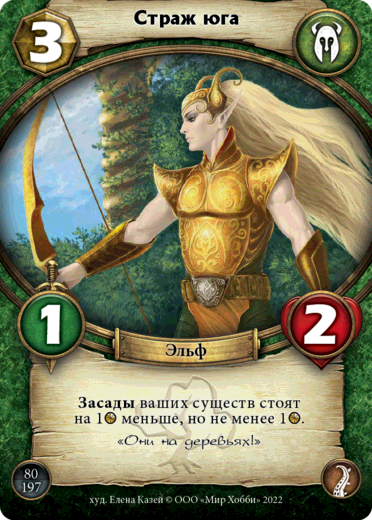 Страж юга
3
1
2
Эльф
Засады ваших существ стоят
на 1 меньше, но не менее 1.
«Они на деревьях!»
80
197
худ. Елена Казей © ООО «Мир Хобби» 2022